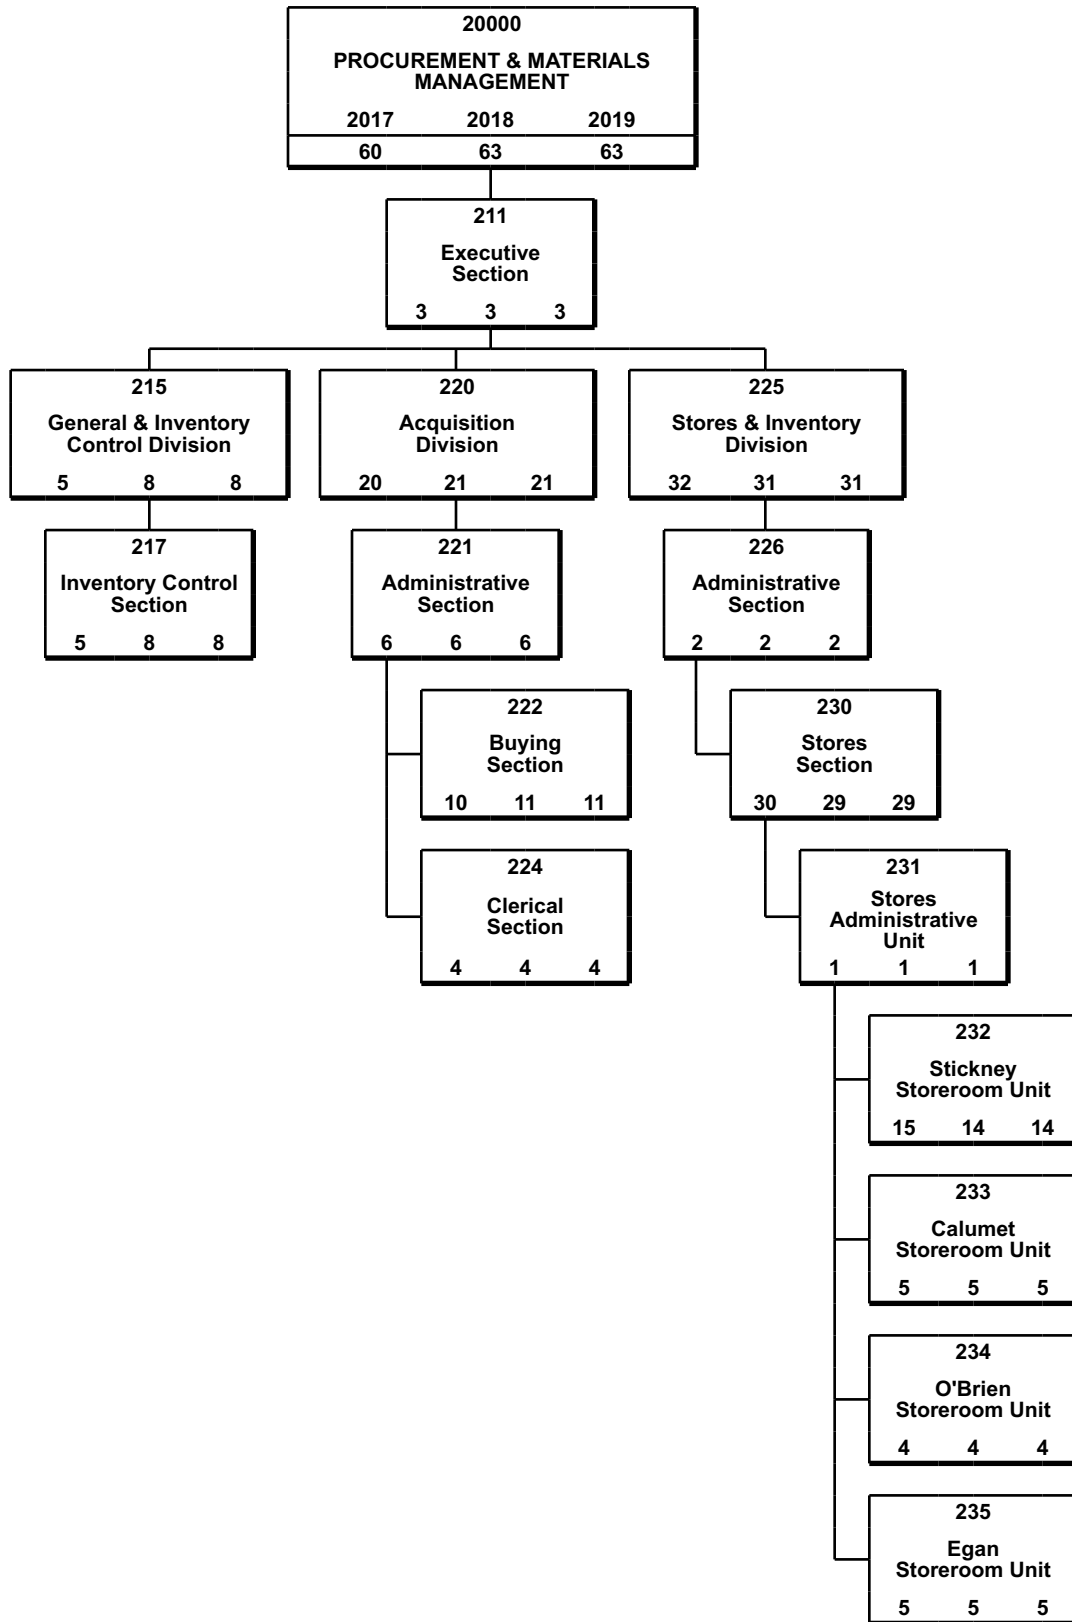 20000
PROCUREMENT & MATERIALS
MANAGEMENT
2017 2018 2019
60 63 63
211
Executive
Section
3 3 3
215
General & Inventory
Control Division
5 8 8
220
Acquisition
Division
20 21 21
225
Stores & Inventory
Division
32 31 31
217
Inventory Control
Section
5 8 8
221
Administrative
Section
6 6 6
226
Administrative
Section
2 2 2
222
Buying
Section
10 11 11
230
Stores
Section
30 29 29
224
Clerical
Section
4 4 4
231
Stores
Administrative
Unit
1 1 1
232
Stickney
Storeroom Unit
15 14 14
233
Calumet
Storeroom Unit
5 5 5
234
O'Brien
Storeroom Unit
4 4 4
235
Egan
Storeroom Unit
5 5 5